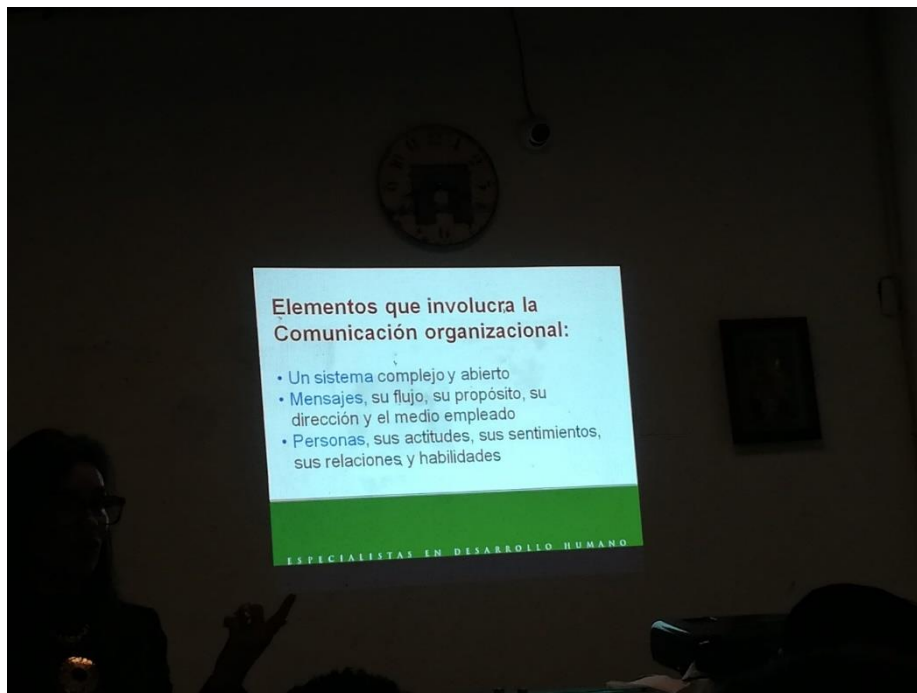 Elementos que involucra la
Comunicación organizacional:
• Un sistema complejo y abierto
• Mensajes, su flujo, su propósito, su
dirección y el medio empleado
• Personas, sus actitudes, sus sentimientos,
sus relaciones y habilidades
ESPECIALISTAS EN DESARROLLO HUMANO